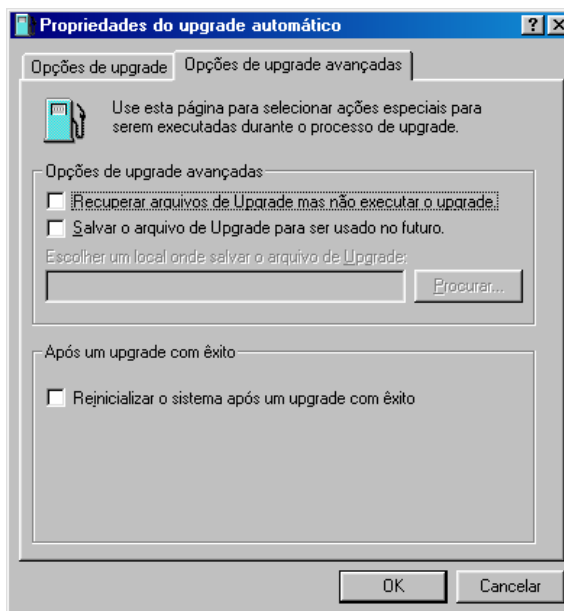 Propriedades do upgrade automático
Opções de upgrade
Opções de upgrade avançadas
Use esta página para selecionar ações especiais para
serem executadas durante o processo de upgrade.
Opções de upgrade avançadas
Recuperar arquivos de Upgrade mas não executar o upgrade.
Salvar o arquivo de Upgrade para ser usado no futuro.
Escolher um local onde salvar o arquivo de Upgrade:
Procurar...
Após um upgrade com êxito
Reinicializar o sistema após um upgrade com êxito
OK
Cancelar